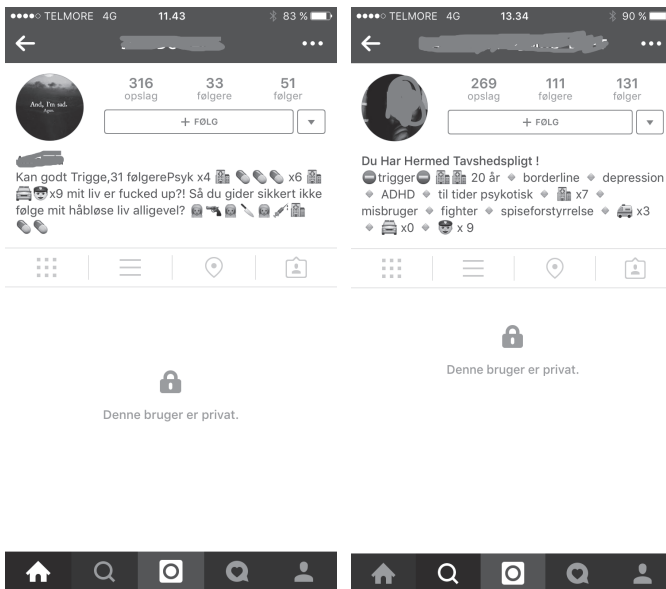 TELMORE 4G 11.43 83 %
And, I'm sad.
Again.
316 33 51
opslag følgere følger
+ FØLG
Kan godt Trigge,31 følgerePsyk x4 🏥 💊💊💊 x6 🏥
🚔👮x9 mit liv er fucked up?! Så du gider sikkert ikke
følge mit håbløse liv alligevel?
Denne bruger er privat.
TELMORE 4G 13.34 90 %
269 111 131
opslag følgere følger
+ FØLG
Du Har Hermed Tavshedspligt !
⛔trigger⛔ 🏥🏥 20 år 🔸 borderline 🔸 depression
🔸 ADHD 🔸 til tider psykotisk 🔸 🏥 x7 🔸
misbruger 🔸 fighter 🔸 spiseforstyrrelse 🔸 🚑 x3
🔸 🚔 x0 🔸 👮 x 9
Denne bruger er privat.